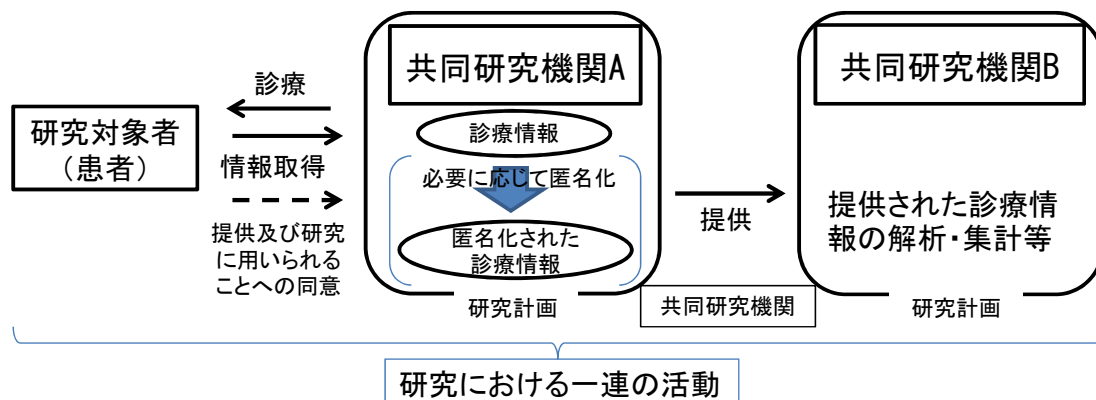 共同研究機関A
共同研究機関B
診療
研究対象者
（患者）
診療情報
情報取得
必要に応じて匿名化
提供
提供された診療情
報の解析・集計等
提供及び研究
に用いられる
ことへの同意
匿名化された
診療情報
研究計画
共同研究機関
研究計画
研究における一連の活動